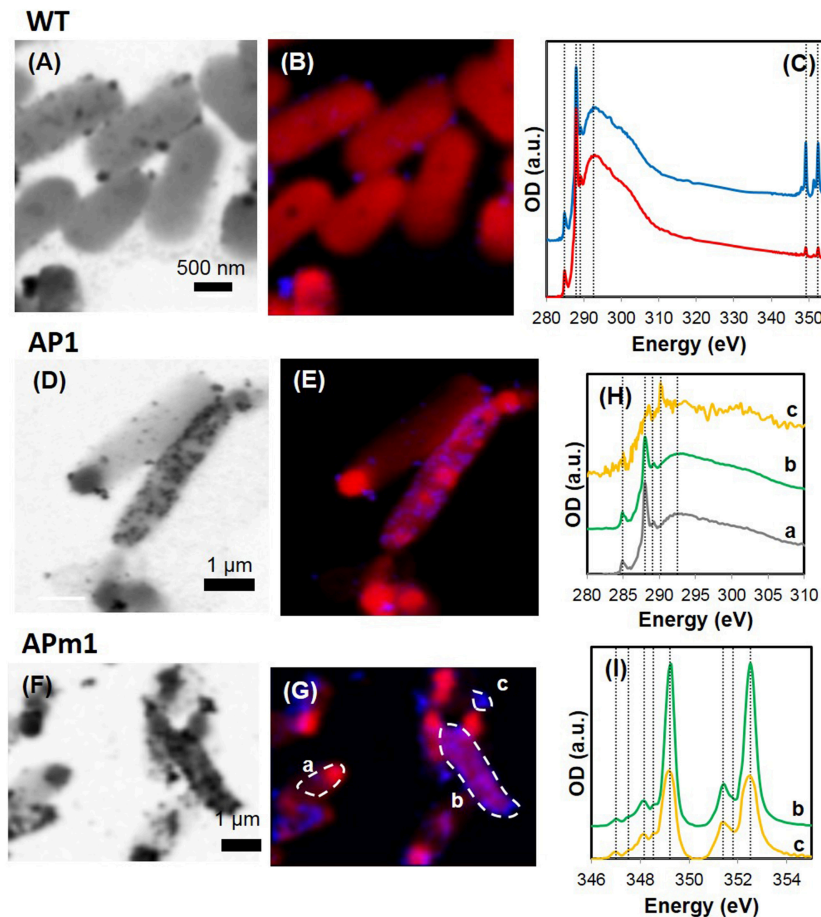 WT
(A)
500 nm
(B)
(C)
OD (a.u.)
280 290 300 310 320 330 340 350
Energy (eV)
AP1
(D)
1 µm
(E)
(H)
c
b
a
OD (a.u.)
280 285 290 295 300 305 310
Energy (eV)
APm1
(F)
1 µm
(G)
a
b
c
(I)
b
c
OD (a.u.)
346 348 350 352 354
Energy (eV)